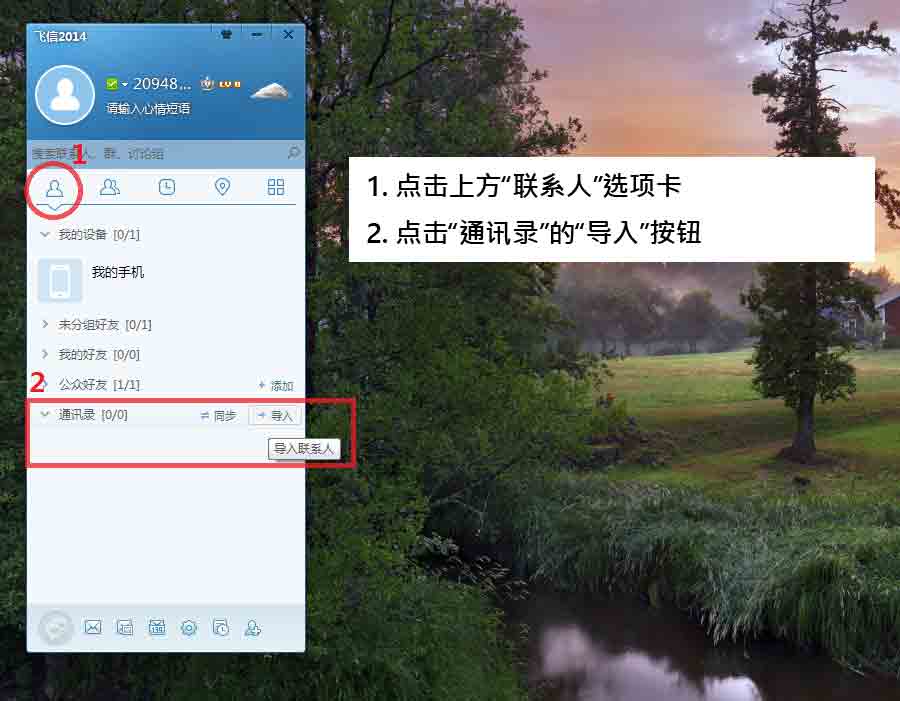 飞信2014
20948...
LV 0
请输入心情短语
搜索联系人、群、讨论组
1
我的设备 [0/1]
我的手机
未分组好友 [0/1]
我的好友 [0/0]
2
公众好友 [1/1]
+ 添加
通讯录 [0/0]
同步
导入
导入联系人
139
1. 点击上方“联系人”选项卡
2. 点击“通讯录”的“导入”按钮